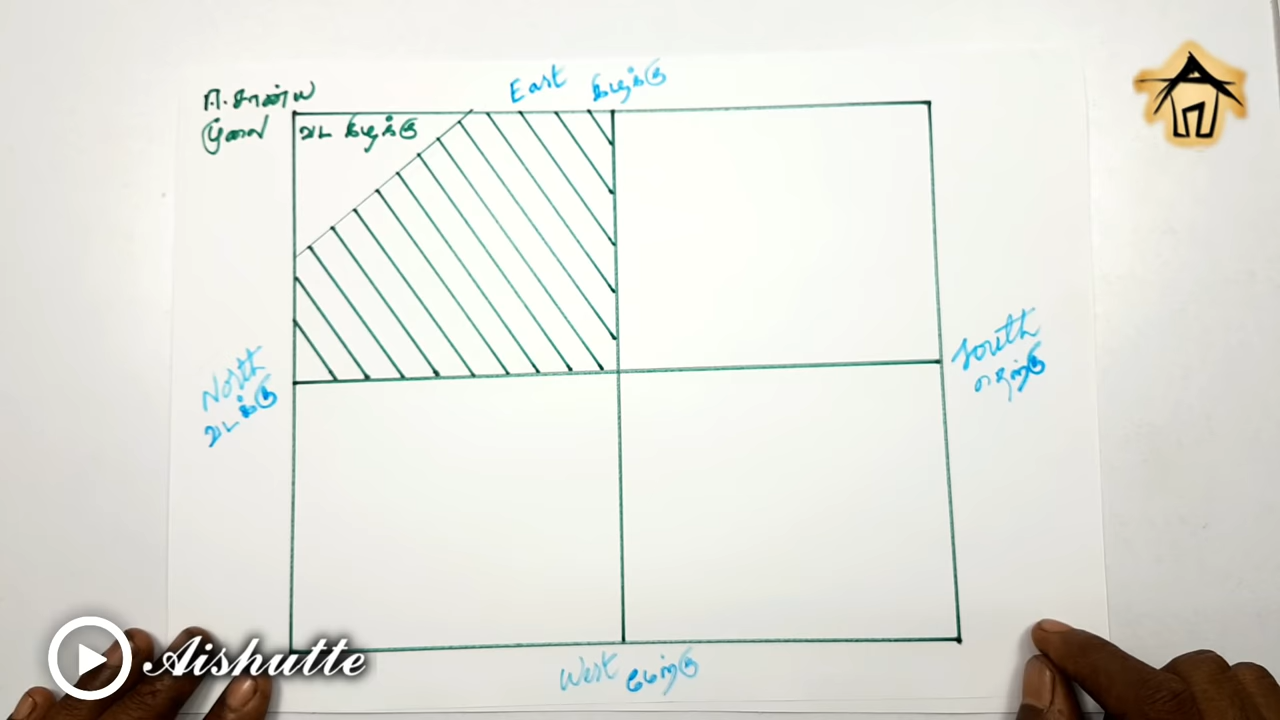 East கிழக்கு
மூலை வட கிழக்கு
North
வடக்கு
South
தெற்கு
West மேற்கு
Aishutte